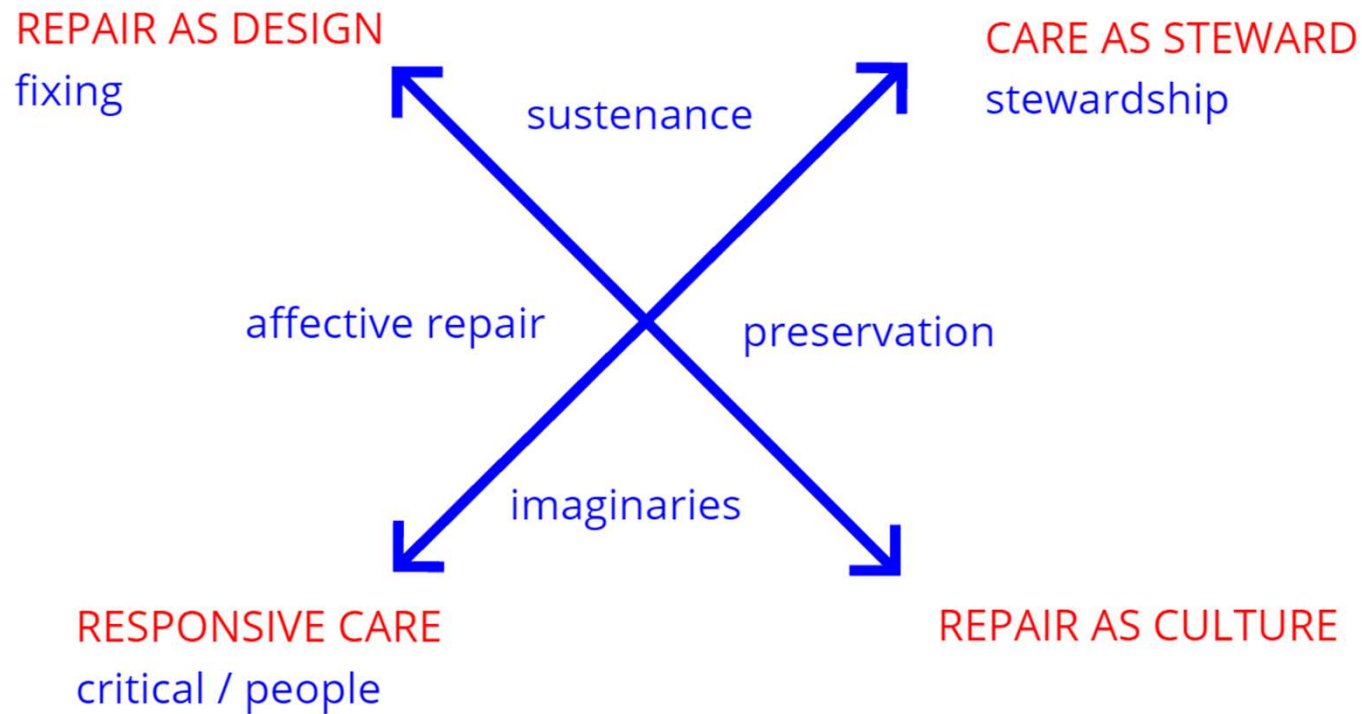 REPAIR AS DESIGN
fixing
CARE AS STEWARD
stewardship
sustenance
affective repair
preservation
imaginaries
RESPONSIVE CARE
critical / people
REPAIR AS CULTURE